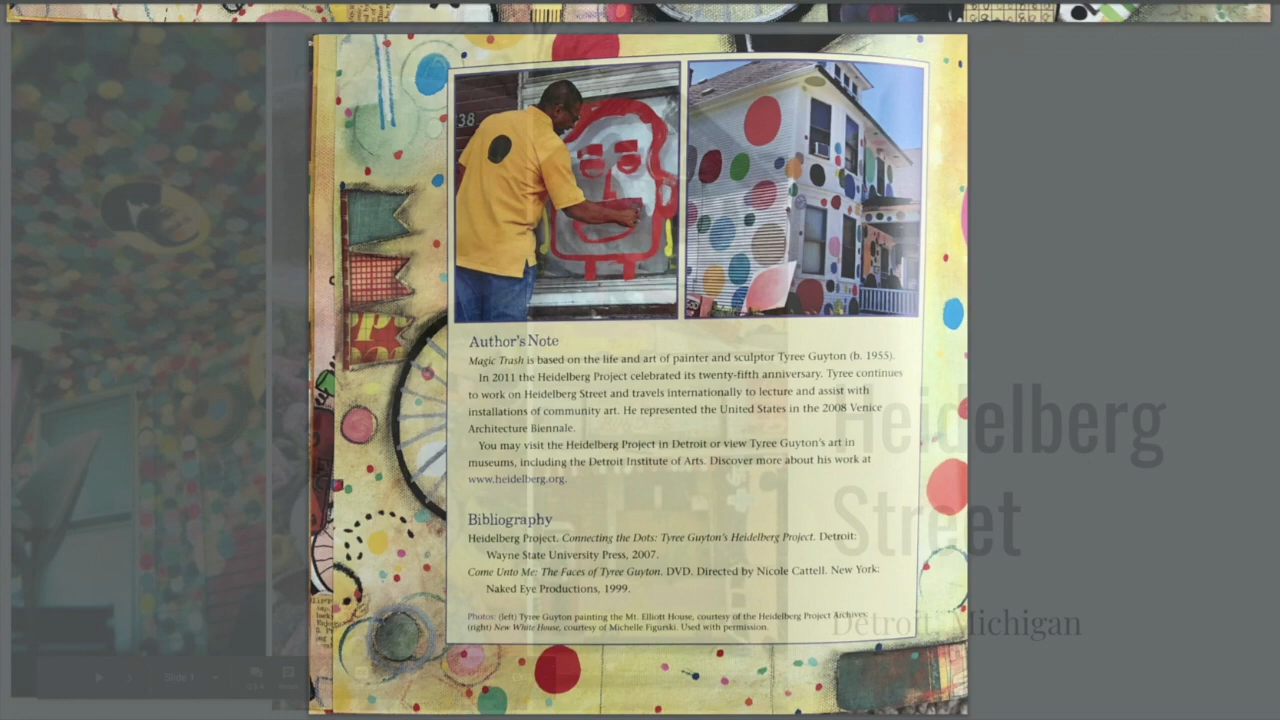 38
Author's Note
Magic Trash is based on the life and art of painter and sculptor Tyree Guyton (b. 1955).
In 2011 the Heidelberg Project celebrated its twenty-fifth anniversary. Tyree continues
to work on Heidelberg Street and travels internationally to lecture and assist with
installations of community art. He represented the United States in the 2008 Venice
Architecture Biennale.
You may visit the Heidelberg Project in Detroit or view Tyree Guyton's art in
museums, including the Detroit Institute of Arts. Discover more about his work at
www.heidelberg.org.
Bibliography
Heidelberg Project. Connecting the Dots: Tyree Guyton's Heidelberg Project. Detroit:
Wayne State University Press, 2007.
Come Unto Me: The Faces of Tyree Guyton. DVD. Directed by Nicole Cattell. New York:
Naked Eye Productions, 1999.
Photos: (left) Tyree Guyton painting the Mt. Elliott House, courtesy of the Heidelberg Project Archives;
(right) New White House, courtesy of Michelle Figurski. Used with permission.
Heidelberg
Street
Detroit, Michigan
Slide 1